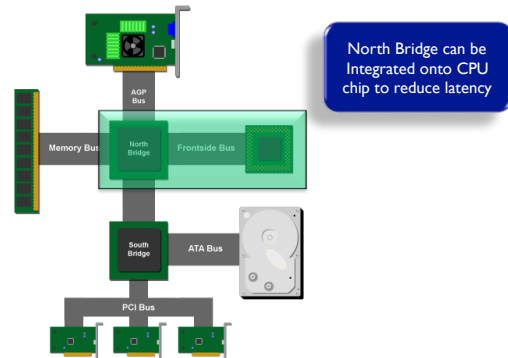 North Bridge can be
Integrated onto CPU
chip to reduce latency
AGP
Bus
Memory Bus
North
Bridge
Frontside Bus
South
Bridge
ATA Bus
PCI Bus